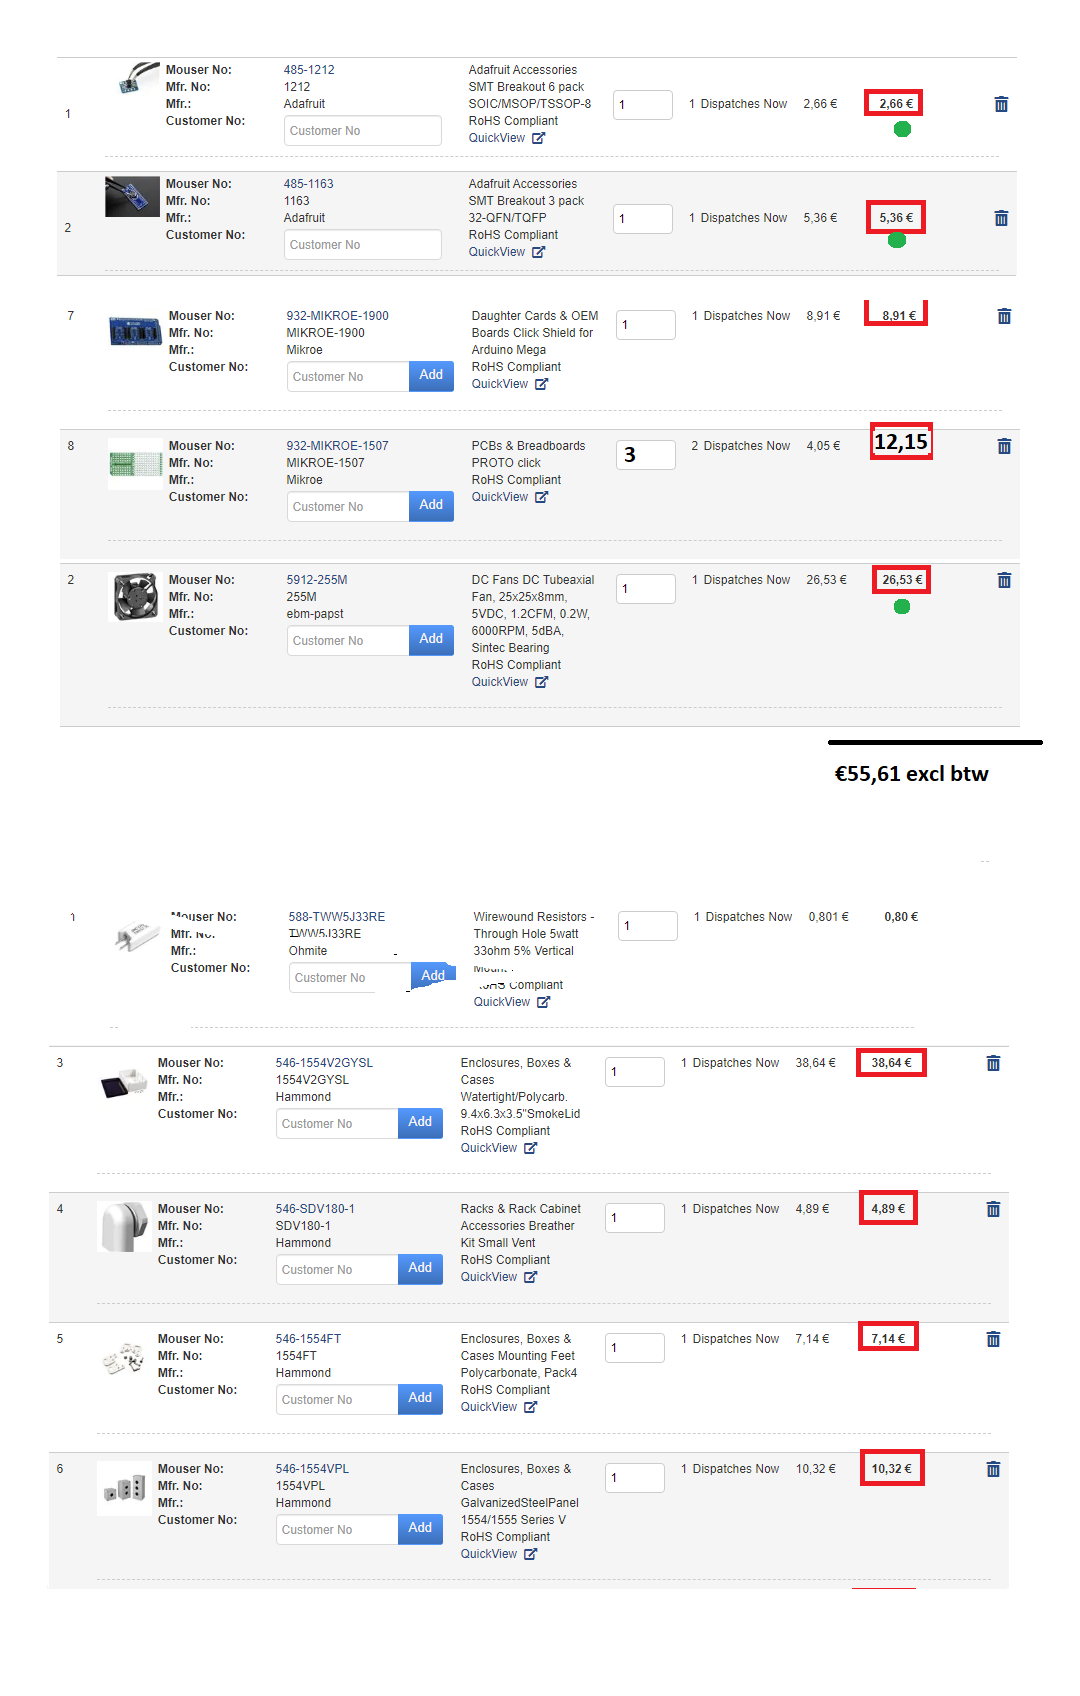 1
Mouser No: 485-1212
Mfr. No: 1212
Mfr.: Adafruit
Customer No: Customer No
Adafruit Accessories
SMT Breakout 6 pack
SOIC/MSOP/TSSOP-8
RoHS Compliant
QuickView
1
1 Dispatches Now 2,66 € 2,66 €
2
Mouser No: 485-1163
Mfr. No: 1163
Mfr.: Adafruit
Customer No: Customer No
Adafruit Accessories
SMT Breakout 3 pack
32-QFN/TQFP
RoHS Compliant
QuickView
1
1 Dispatches Now 5,36 € 5,36 €
7
Mouser No: 932-MIKROE-1900
Mfr. No: MIKROE-1900
Mfr.: Mikroe
Customer No: Customer No Add
Daughter Cards & OEM
Boards Click Shield for
Arduino Mega
RoHS Compliant
QuickView
1
1 Dispatches Now 8,91 € 8,91 €
8
Mouser No: 932-MIKROE-1507
Mfr. No: MIKROE-1507
Mfr.: Mikroe
Customer No: Customer No Add
PCBs & Breadboards
PROTO click
RoHS Compliant
QuickView
3
2 Dispatches Now 4,05 € 12,15
2
Mouser No: 5912-255M
Mfr. No: 255M
Mfr.: ebm-papst
Customer No: Customer No Add
DC Fans DC Tubeaxial
Fan, 25x25x8mm,
5VDC, 1.2CFM, 0.2W,
6000RPM, 5dBA,
Sintec Bearing
RoHS Compliant
QuickView
1
1 Dispatches Now 26,53 € 26,53 €
€55,61 excl btw
1
Mouser No: 588-TWW5J33RE
Mfr. No: TWW5J33RE
Mfr.: Ohmite
Customer No: Customer No Add
Wirewound Resistors -
Through Hole 5watt
33ohm 5% Vertical
Mount
RoHS Compliant
QuickView
1
1 Dispatches Now 0,801 € 0,80 €
3
Mouser No: 546-1554V2GYSL
Mfr. No: 1554V2GYSL
Mfr.: Hammond
Customer No: Customer No Add
Enclosures, Boxes &
Cases
Watertight/Polycarb.
9.4x6.3x3.5"SmokeLid
RoHS Compliant
QuickView
1
1 Dispatches Now 38,64 € 38,64 €
4
Mouser No: 546-SDV180-1
Mfr. No: SDV180-1
Mfr.: Hammond
Customer No: Customer No Add
Racks & Rack Cabinet
Accessories Breather
Kit Small Vent
RoHS Compliant
QuickView
1
1 Dispatches Now 4,89 € 4,89 €
5
Mouser No: 546-1554FT
Mfr. No: 1554FT
Mfr.: Hammond
Customer No: Customer No Add
Enclosures, Boxes &
Cases Mounting Feet
Polycarbonate, Pack4
RoHS Compliant
QuickView
1
1 Dispatches Now 7,14 € 7,14 €
6
Mouser No: 546-1554VPL
Mfr. No: 1554VPL
Mfr.: Hammond
Customer No: Customer No Add
Enclosures, Boxes &
Cases
GalvanizedSteelPanel
1554/1555 Series V
RoHS Compliant
QuickView
1
1 Dispatches Now 10,32 € 10,32 €